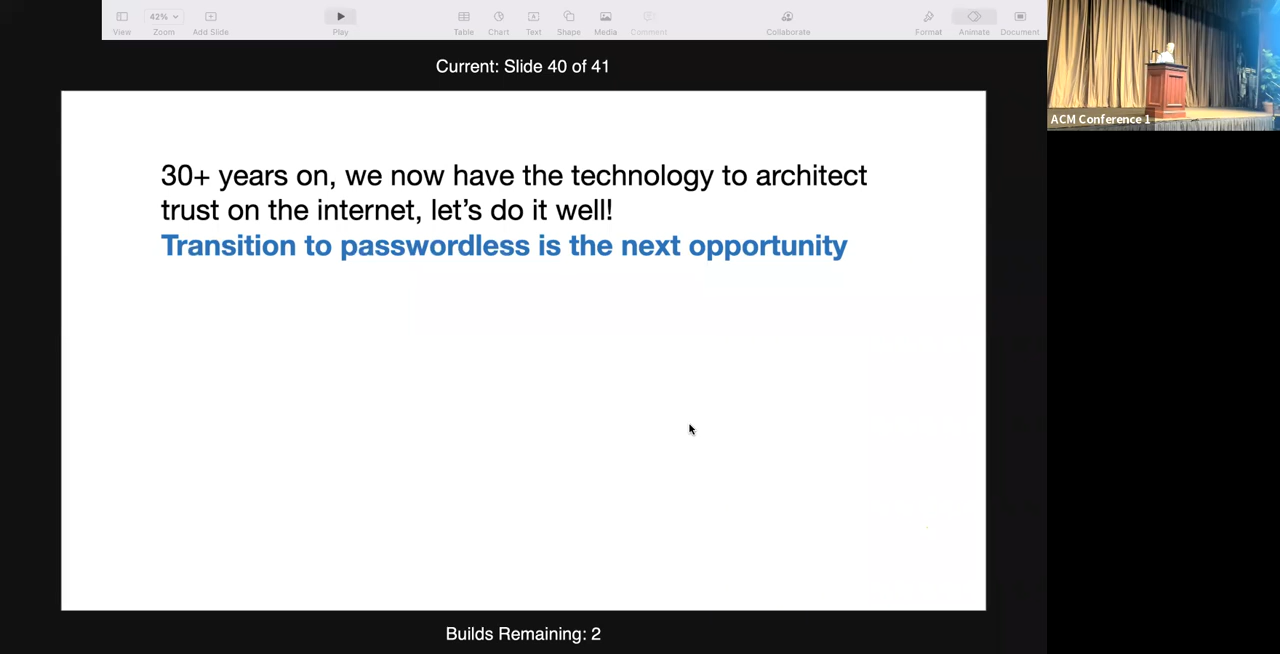 42%
View
Zoom
Add Slide
Play
Table
Chart
Text
Shape
Media
Comment
Collaborate
Format
Animate
Document
Current: Slide 40 of 41
ACM Conference 1
30+ years on, we now have the technology to architect
trust on the internet, let’s do it well!
Transition to passwordless is the next opportunity
Builds Remaining: 2